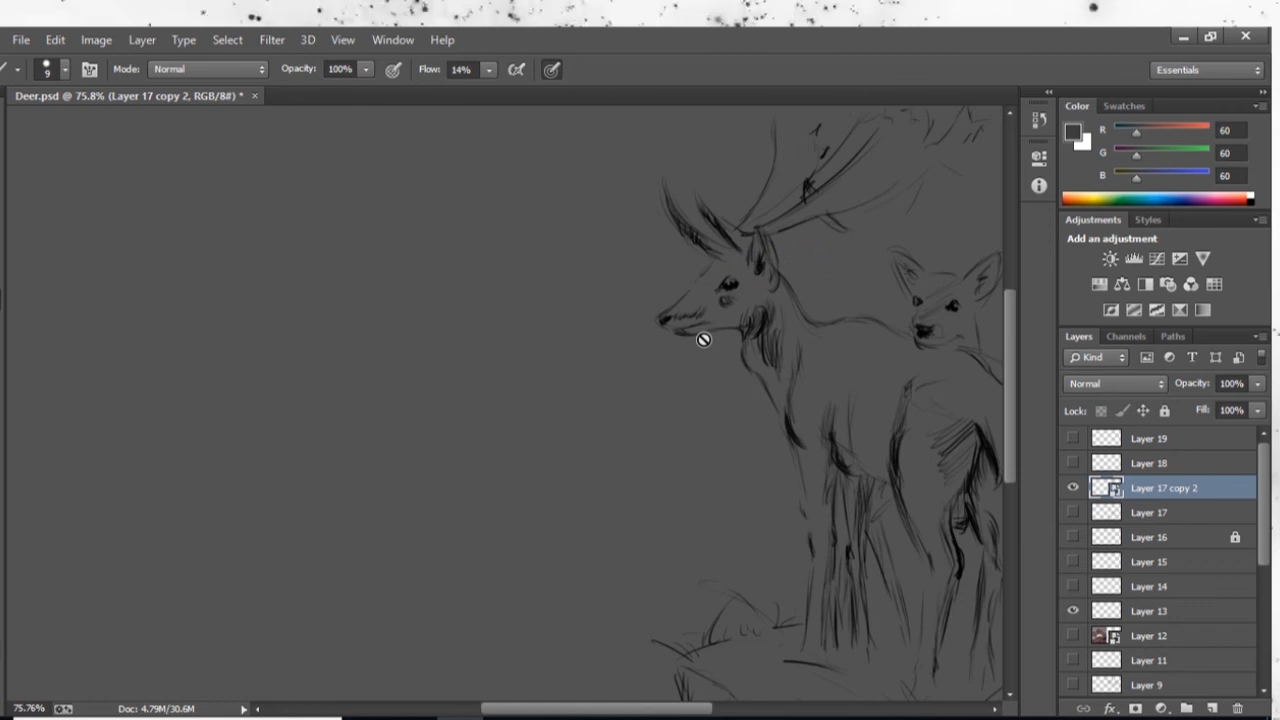 File Edit Image Layer Type Select Filter 3D View Window Help
9 Mode: Normal Opacity: 100% Flow: 14% Essentials
Deer.psd @ 75.8% (Layer 17 copy 2, RGB/8#) * ×
Color Swatches
R 60
G 60
B 60
Adjustments Styles
Add an adjustment
Layers Channels Paths
Kind
Normal Opacity: 100%
Lock: Fill: 100%
Layer 19
Layer 18
Layer 17 copy 2
Layer 17
Layer 16
Layer 15
Layer 14
Layer 13
Layer 12
Layer 11
Layer 9
75.76% Doc: 4.79M/30.6M